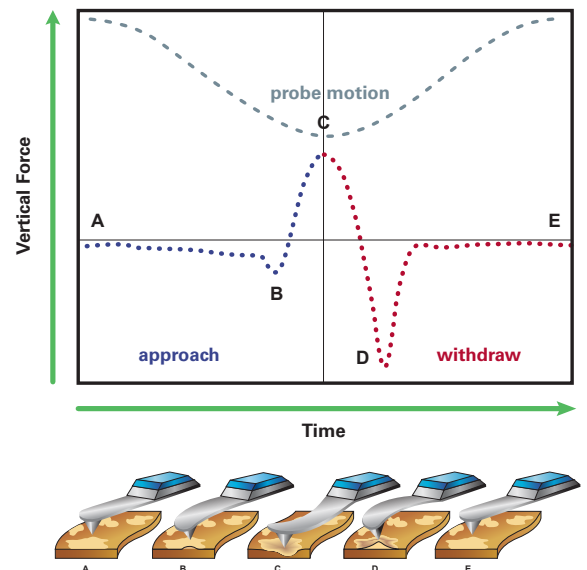 Vertical Force
probe motion
C
A
E
B
D
approach
withdraw
Time
A
B
C
D
E